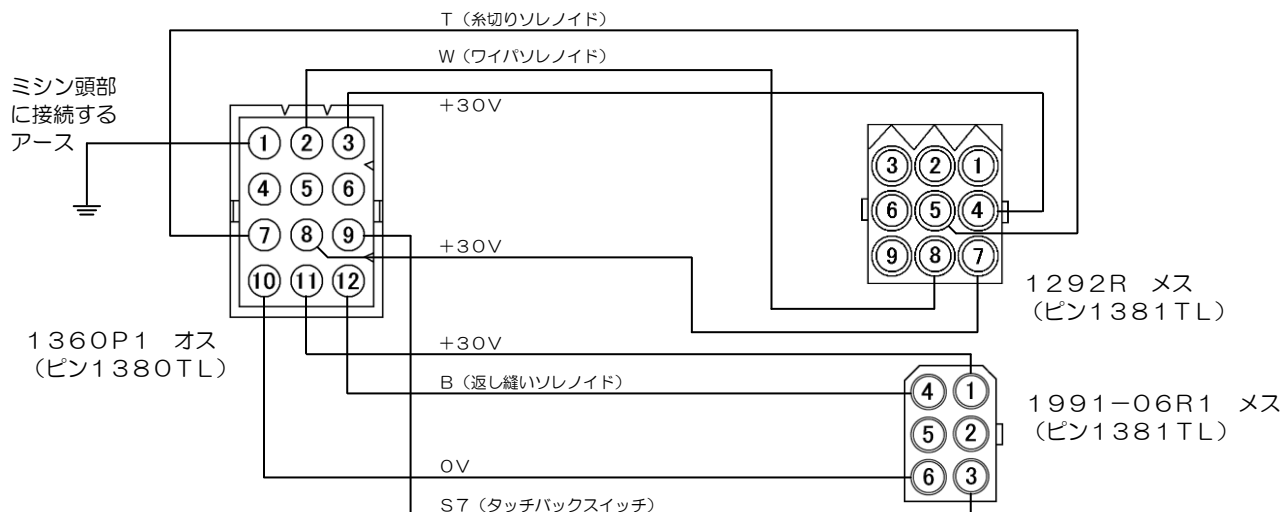 T（糸切りソレノイド）
W（ワイパソレノイド）
+30V
ミシン頭部
に接続する
アース
1 2 3
4 5 6
7 8 9
10 11 12
3 2 1
6 5 4
9 8 7
+30V
1292R メス
（ピン1381TL）
1360P1 オス
（ピン1380TL）
+30V
B（返し縫いソレノイド）
4 1
5 2
6 3
1991−06R1 メス
（ピン1381TL）
0V
S7（タッチバックスイッチ）